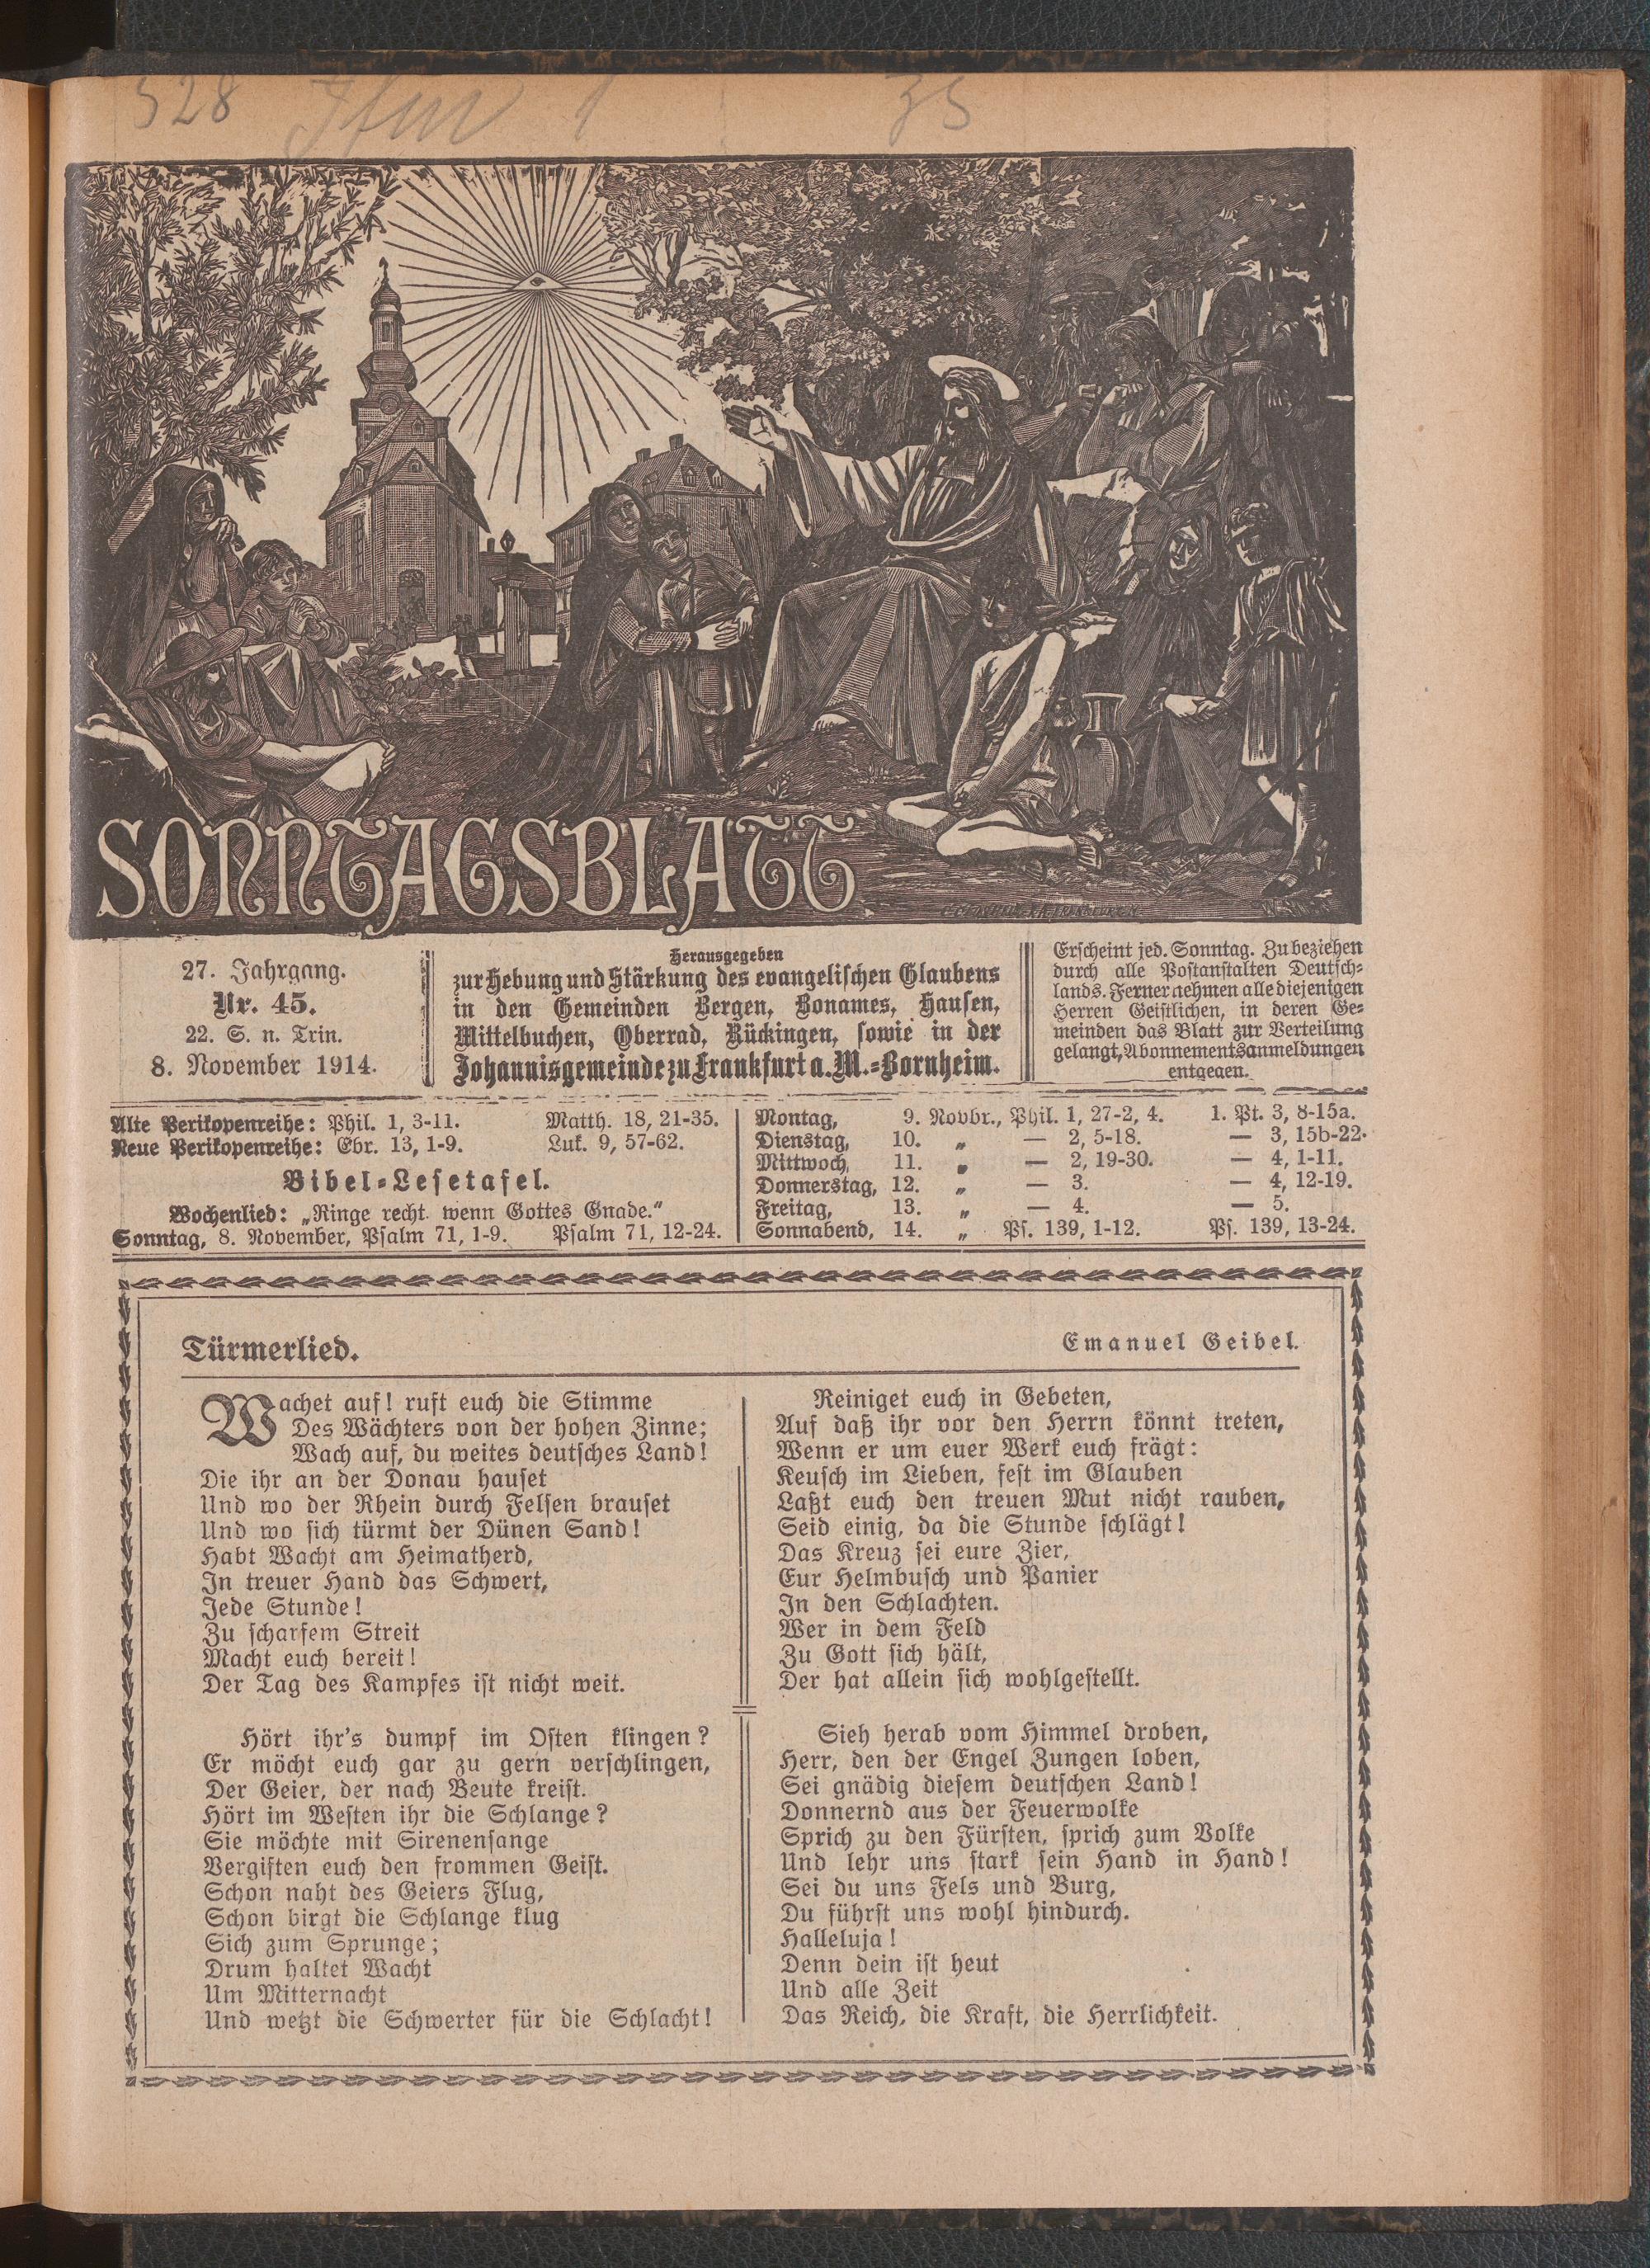 528
35
SONNTAGSBLATT
27. Jahrgang.
Nr. 45.
22. S. n. Trin.
8. November 1914.
Herausgegeben
zur Hebung und Stärkung des evangelischen Glaubens
in den Gemeinden Bergen, Bonames, Hausen,
Mittelbuchen, Oberrad, Rückingen, sowie in der
Johannisgemeinde zu Frankfurt a. M.-Bornheim.
Erscheint jed. Sonntag. Zu beziehen
durch alle Postanstalten Deutsch-
lands. Ferner nehmen alle diejenigen
Herren Geistlichen, in deren Ge-
meinden das Blatt zur Verteilung
gelangt, Abonnementsanmeldungen
entgegen.
Alte Perikopenreihe: Phil. 1, 3-11. Matth. 18, 21-35.
Neue Perikopenreihe: Ebr. 13, 1-9. Luk. 9, 57-62.
Bibel-Lesetafel.
Wochenlied: „Ringe recht wenn Gottes Gnade.“
Sonntag, 8. November, Psalm 71, 1-9. Psalm 71, 12-24.
Montag, 9. Novbr., Phil. 1, 27-2, 4. 1. Pt. 3, 8-15a.
Dienstag, 10. „ — 2, 5-18. — 3, 15b-22.
Mittwoch, 11. „ — 2, 19-30. — 4, 1-11.
Donnerstag, 12. „ — 3. — 4, 12-19.
Freitag, 13. „ — 4. — 5.
Sonnabend, 14. „ Ps. 139, 1-12. Ps. 139, 13-24.
Türmerlied. Emanuel Geibel.
Wachet auf! ruft euch die Stimme
Des Wächters von der hohen Zinne;
Wach auf, du weites deutsches Land!
Die ihr an der Donau hauset
Und wo der Rhein durch Felsen brauset
Und wo sich türmt der Dünen Sand!
Habt Wacht am Heimatherd,
In treuer Hand das Schwert,
Jede Stunde!
Zu scharfem Streit
Macht euch bereit!
Der Tag des Kampfes ist nicht weit.
Hört ihr's dumpf im Osten klingen?
Er möcht euch gar zu gern verschlingen,
Der Geier, der nach Beute kreist.
Hört im Westen ihr die Schlange?
Sie möchte mit Sirenensange
Vergiften euch den frommen Geist.
Schon naht des Geiers Flug,
Schon birgt die Schlange klug
Sich zum Sprunge;
Drum haltet Wacht
Um Mitternacht
Und wetzt die Schwerter für die Schlacht!
Reiniget euch in Gebeten,
Auf daß ihr vor den Herrn könnt treten,
Wenn er um euer Werk euch frägt:
Keusch im Lieben, fest im Glauben
Laßt euch den treuen Mut nicht rauben,
Seid einig, da die Stunde schlägt!
Das Kreuz sei eure Zier,
Eur Helmbusch und Panier
In den Schlachten.
Wer in dem Feld
Zu Gott sich hält,
Der hat allein sich wohlgestellt.
Sieh herab vom Himmel droben,
Herr, den der Engel Zungen loben,
Sei gnädig diesem deutschen Land!
Donnernd aus der Feuerwolke
Sprich zu den Fürsten, sprich zum Volke
Und lehr uns stark sein Hand in Hand!
Sei du uns Fels und Burg,
Du führst uns wohl hindurch.
Halleluja!
Denn dein ist heut
Und alle Zeit
Das Reich, die Kraft, die Herrlichkeit.